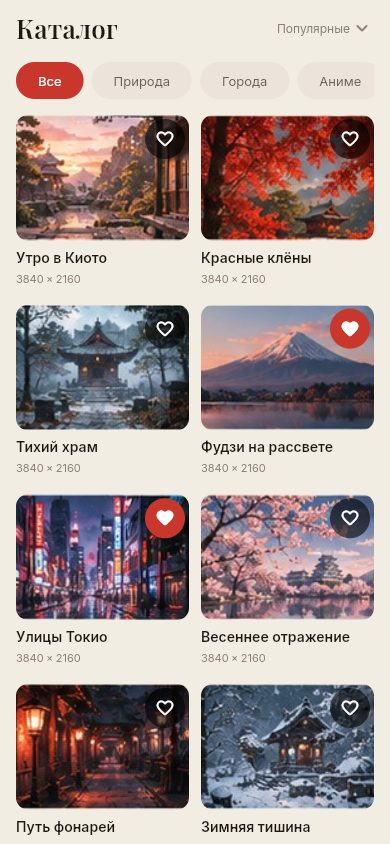 Каталог
Популярные
Все
Природа
Города
Аниме
Утро в Киото
3840 × 2160
Красные клёны
3840 × 2160
Тихий храм
3840 × 2160
Фудзи на рассвете
3840 × 2160
Улицы Токио
3840 × 2160
Весеннее отражение
3840 × 2160
Путь фонарей
Зимняя тишина